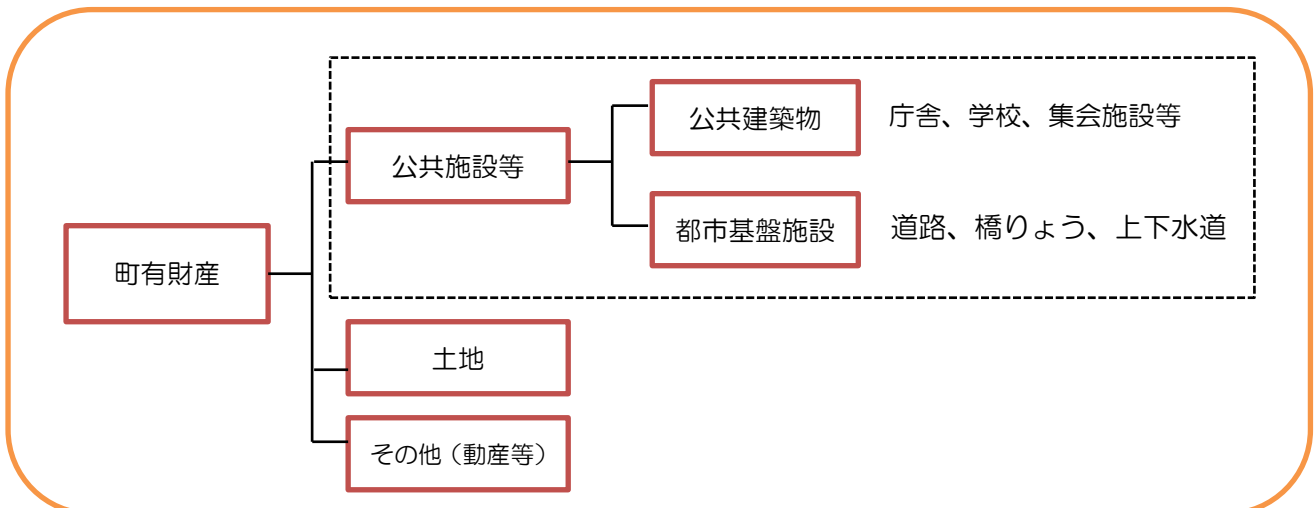 公共建築物
庁舎、学校、集会施設等
公共施設等
都市基盤施設
道路、橋りょう、上下水道
町有財産
土地
その他（動産等）